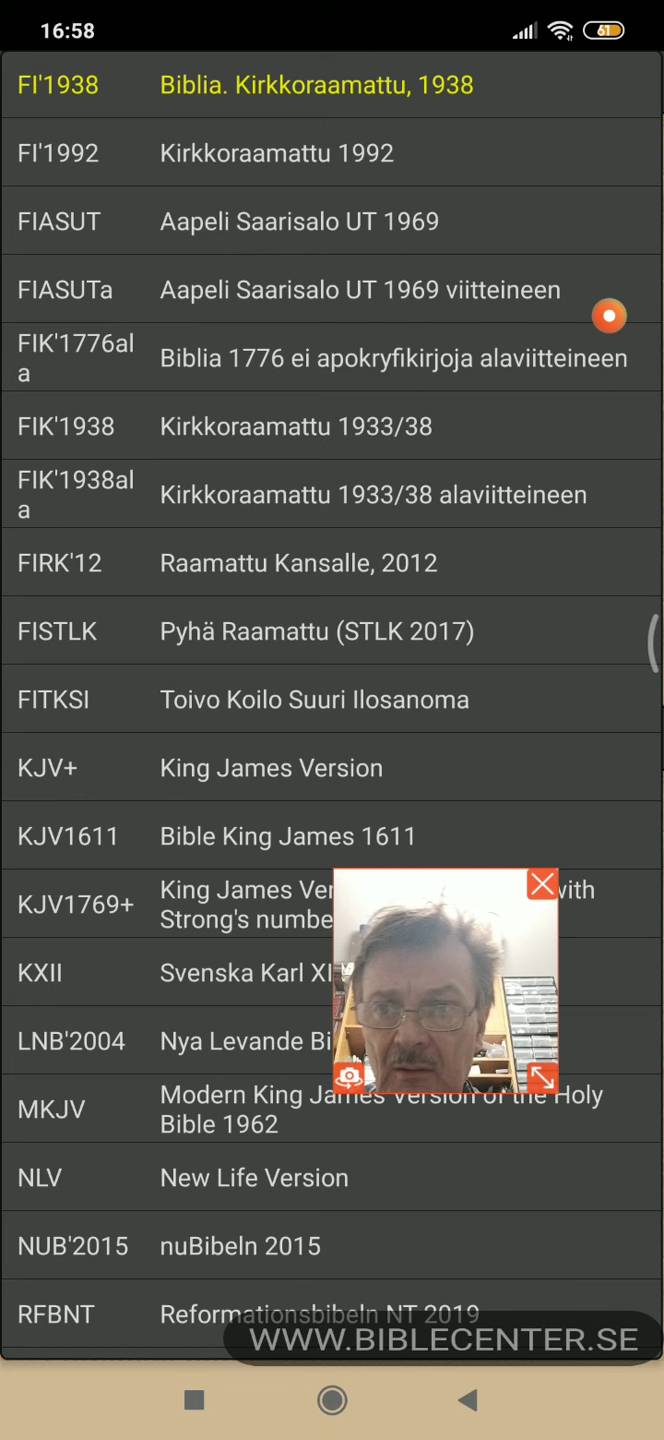 16:58
61
FI'1938 Biblia. Kirkkoraamattu, 1938
FI'1992 Kirkkoraamattu 1992
FIASUT Aapeli Saarisalo UT 1969
FIASUTa Aapeli Saarisalo UT 1969 viitteineen
FIK'1776al
a
Biblia 1776 ei apokryfikirjoja alaviitteineen
FIK'1938 Kirkkoraamattu 1933/38
FIK'1938al
a
Kirkkoraamattu 1933/38 alaviitteineen
FIRK'12 Raamattu Kansalle, 2012
FISTLK Pyhä Raamattu (STLK 2017)
FITKSI Toivo Koilo Suuri Ilosanoma
KJV+ King James Version
KJV1611 Bible King James 1611
KJV1769+
King James with
Strong's
KXII Svenska Karl
LNB'2004 Nya Levande
MKJV
Modern King James Version of the Holy
Bible 1962
NLV New Life Version
NUB'2015 nuBibeln 2015
RFBNT Reformationsbibeln NT 2019
WWW.BIBLECENTER.SE